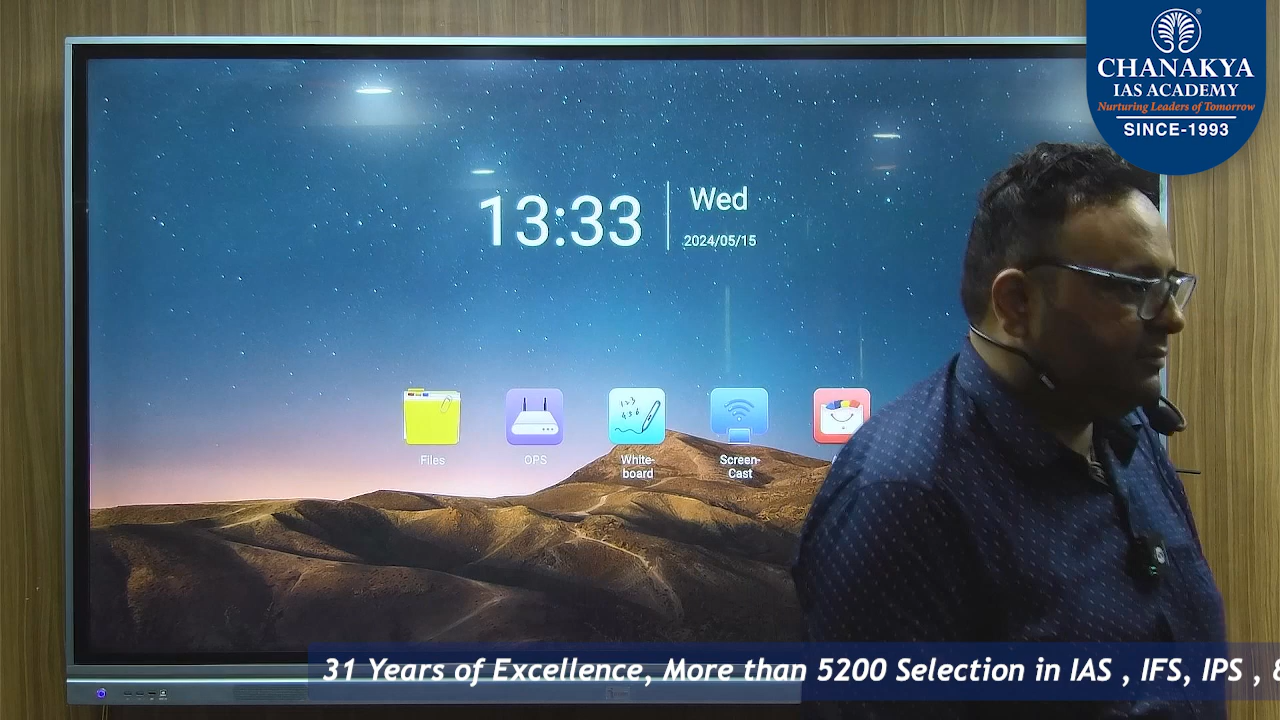 CHANAKYA
IAS ACADEMY
Nurturing Leaders of Tomorrow
SINCE-1993
13:33
Wed
2024/05/15
Files
OPS
White-
board
Screen-
Cast
31 Years of Excellence, More than 5200 Selection in IAS , IFS, IPS ,